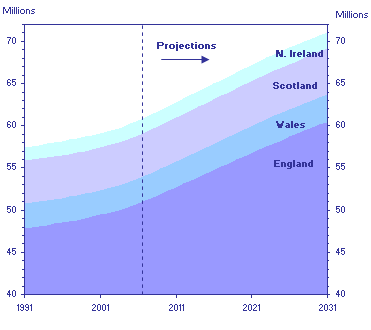 Millions
Millions
70
70
Projections
N. Ireland
65
65
Scotland
60
60
Wales
England
55
55
50
50
45
45
40
40
1991
2001
2011
2021
2031